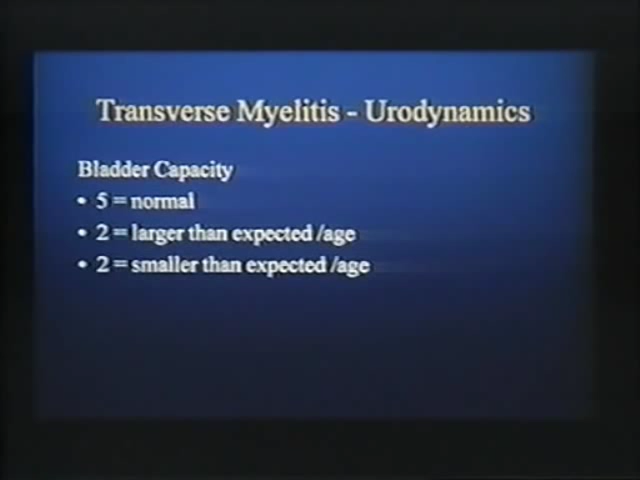 Transverse Myelitis - Urodynamics
Bladder Capacity
• 5 = normal
• 2 = larger than expected /age
• 2 = smaller than expected /age